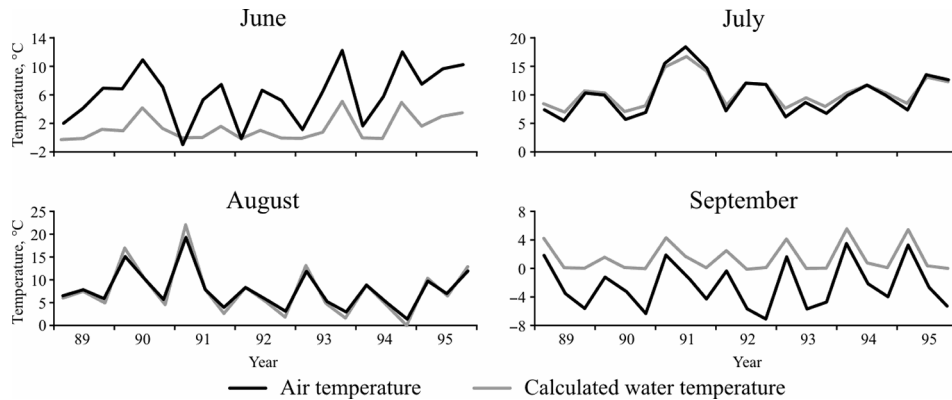 June
July
Temperature, °C
14
10
6
2
−2
20
15
10
5
0
August
September
Temperature, °C
25
20
15
10
5
0
8
4
0
−4
−8
89 90 91 92 93 94 95
89 90 91 92 93 94 95
Year
Year
Air temperature
Calculated water temperature